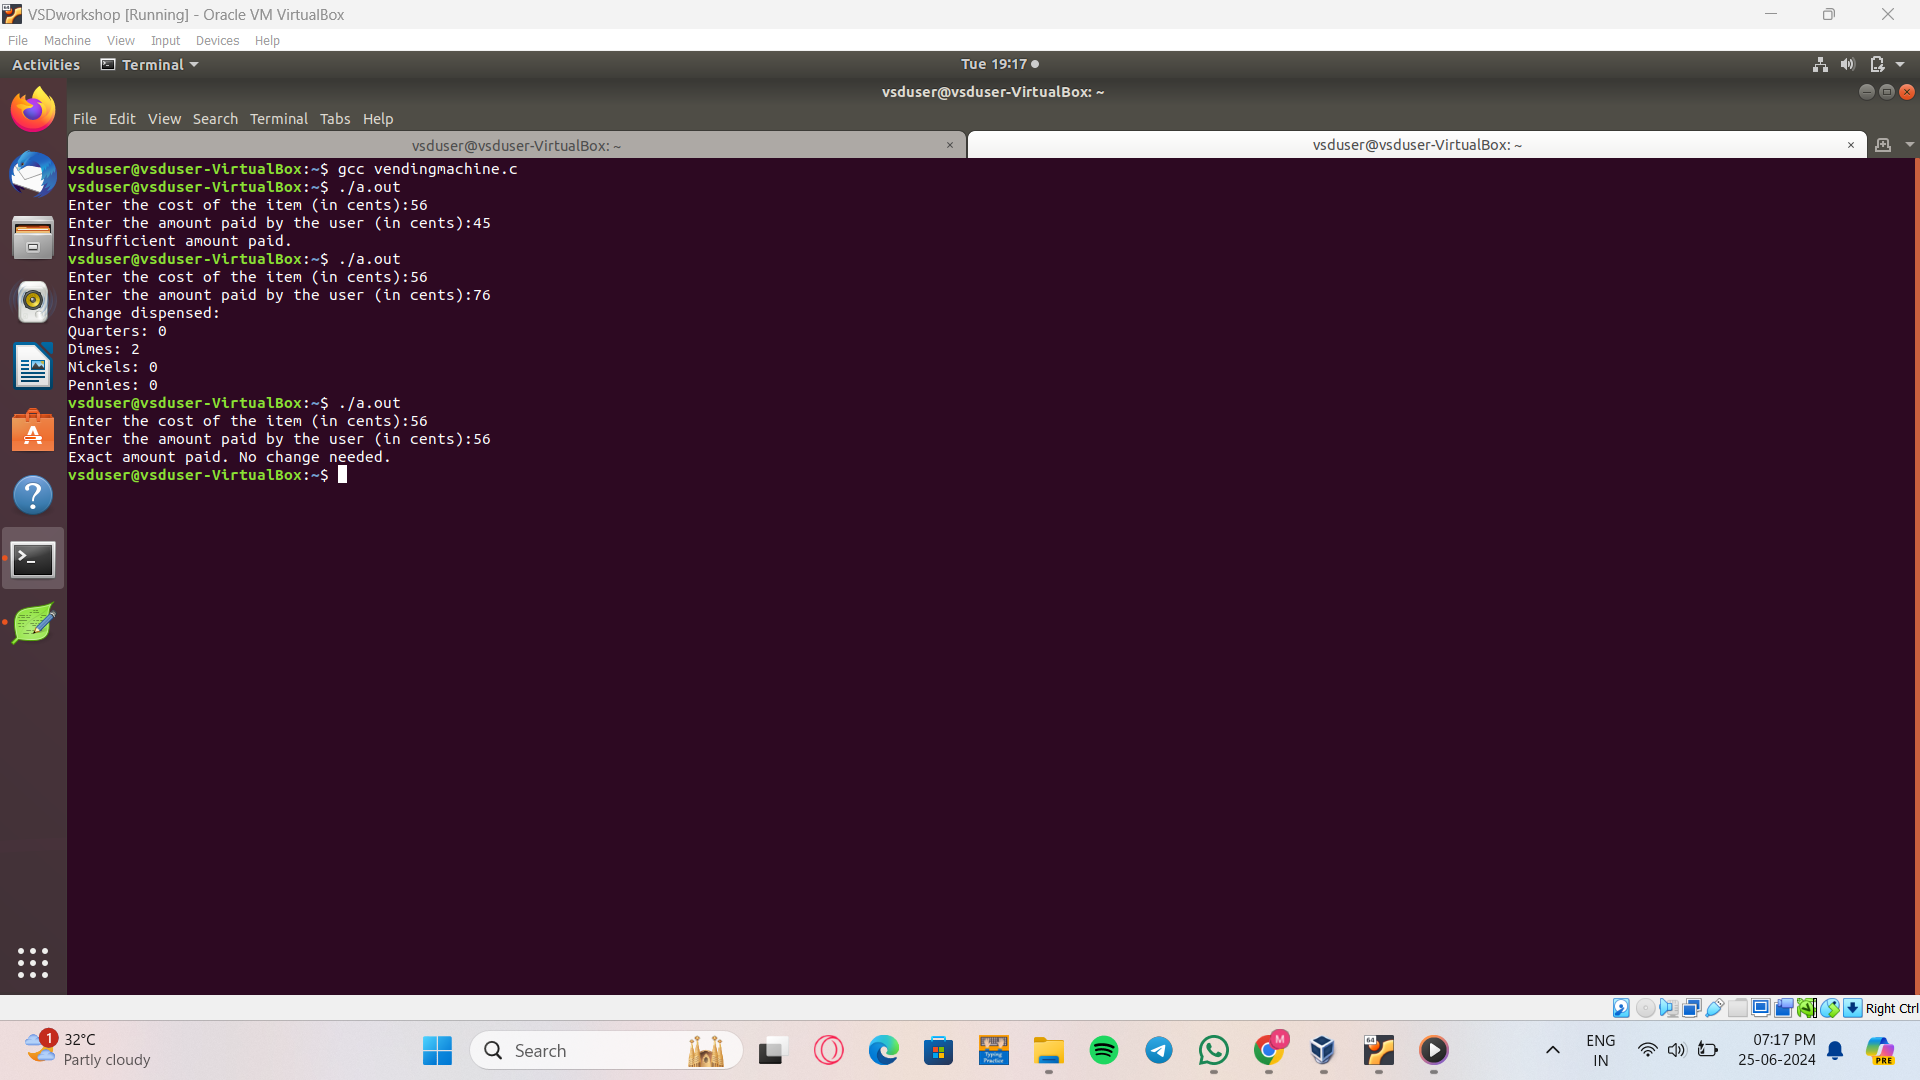 VSDworkshop [Running] - Oracle VM VirtualBox
File Machine View Input Devices Help
Activities Terminal Tue 19:17
vsduser@vsduser-VirtualBox: ~
File Edit View Search Terminal Tabs Help
vsduser@vsduser-VirtualBox: ~ × vsduser@vsduser-VirtualBox: ~ ×
vsduser@vsduser-VirtualBox:~$ gcc vendingmachine.c
vsduser@vsduser-VirtualBox:~$ ./a.out
Enter the cost of the item (in cents):56
Enter the amount paid by the user (in cents):45
Insufficient amount paid.
vsduser@vsduser-VirtualBox:~$ ./a.out
Enter the cost of the item (in cents):56
Enter the amount paid by the user (in cents):76
Change dispensed:
Quarters: 0
Dimes: 2
Nickels: 0
Pennies: 0
vsduser@vsduser-VirtualBox:~$ ./a.out
Enter the cost of the item (in cents):56
Enter the amount paid by the user (in cents):56
Exact amount paid. No change needed.
vsduser@vsduser-VirtualBox:~$
Right Ctrl
1
32°C
Partly cloudy
Search
Typing
Practice
M
64
ENG
IN
07:17 PM
25-06-2024
PRE